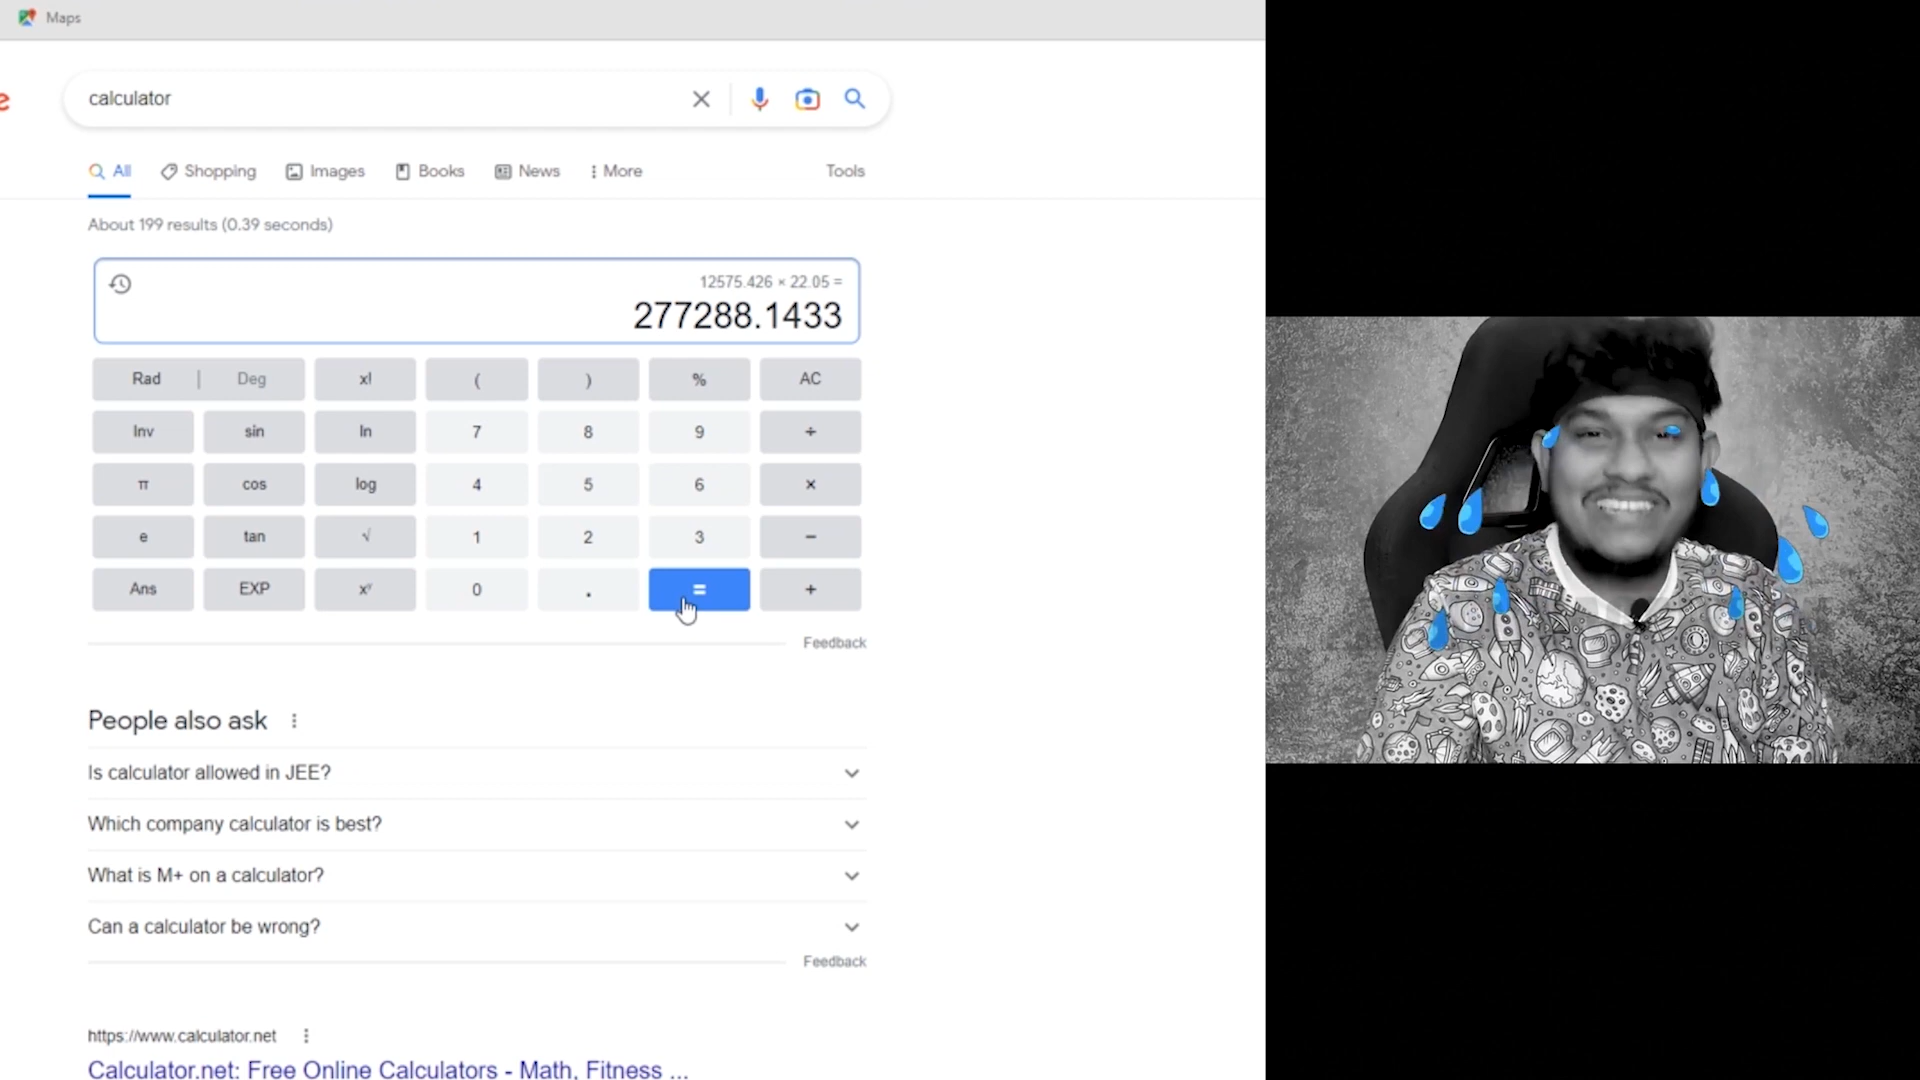 Maps
calculator
All Shopping Images Books News More Tools
About 199 results (0.39 seconds)
12575.426 × 22.05 =
277288.1433
Rad | Deg x! ( ) % AC
Inv sin ln 7 8 9 ÷
π cos log 4 5 6 ×
e tan √ 1 2 3 −
Ans EXP xʸ 0 . = +
Feedback
People also ask
Is calculator allowed in JEE?
Which company calculator is best?
What is M+ on a calculator?
Can a calculator be wrong?
Feedback
https://www.calculator.net
Calculator.net: Free Online Calculators - Math, Fitness ...